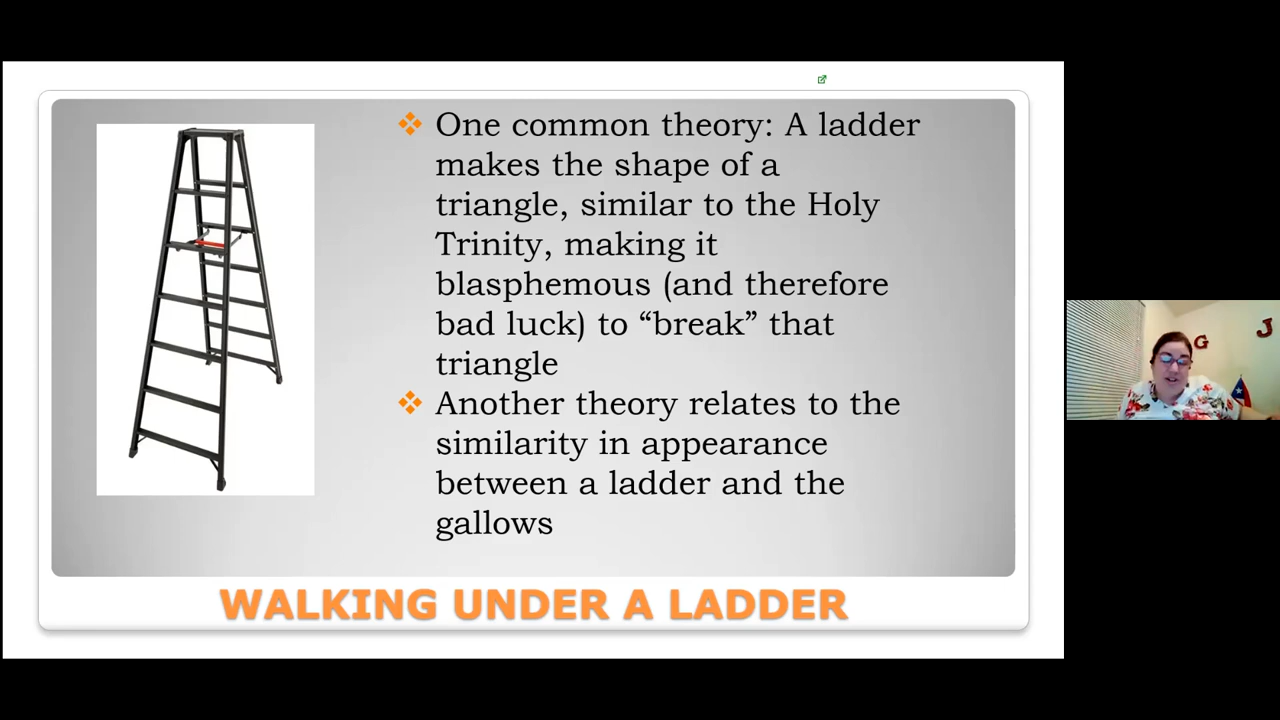 ❖ One common theory: A ladder
makes the shape of a
triangle, similar to the Holy
Trinity, making it
blasphemous (and therefore
bad luck) to “break” that
triangle
❖ Another theory relates to the
similarity in appearance
between a ladder and the
gallows
WALKING UNDER A LADDER
G J